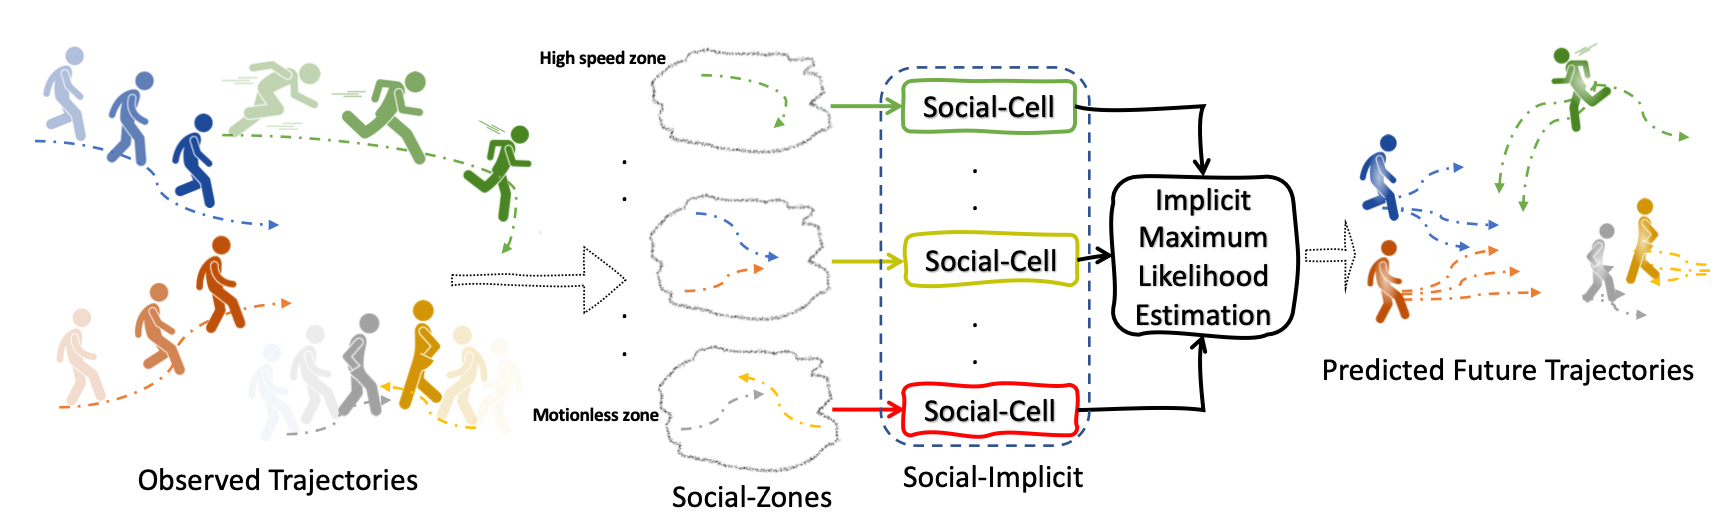 High speed zone
Social-Cell
Social-Cell
Motionless zone
Social-Cell
Implicit
Maximum
Likelihood
Estimation
Observed Trajectories
Social-Zones
Social-Implicit
Predicted Future Trajectories